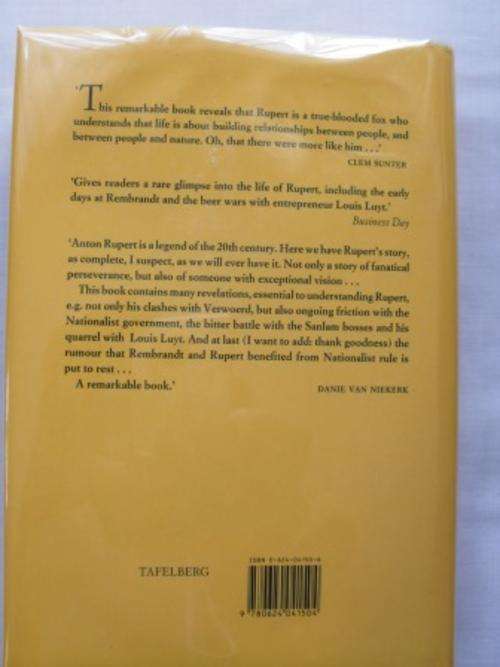 'This remarkable book reveals that Rupert is a true-blooded fox who
understands that life is about building relationships between people, and
between people and nature. Oh, that there were more like him . . .'
CLEM SUNTER
'Gives readers a rare glimpse into the life of Rupert, including the early
days at Rembrandt and the beer wars with entrepreneur Louis Luyt.'
Business Day
'Anton Rupert is a legend of the 20th century. Here we have Rupert's story,
as complete, I suspect, as we will ever have it. Not only a story of fanatical
perseverance, but also of someone with exceptional vision . . .
This book contains many revelations, essential to understanding Rupert,
e.g. not only his clashes with Verwoerd, but also ongoing friction with the
Nationalist government, the bitter battle with the Sanlam bosses and his
quarrel with Louis Luyt. And at last (I want to add: thank goodness) the
rumour that Rembrandt and Rupert benefited from Nationalist rule is
put to rest . . .
A remarkable book.'
DANIE VAN NIEKERK
TAFELBERG
ISBN
9 780624 041504